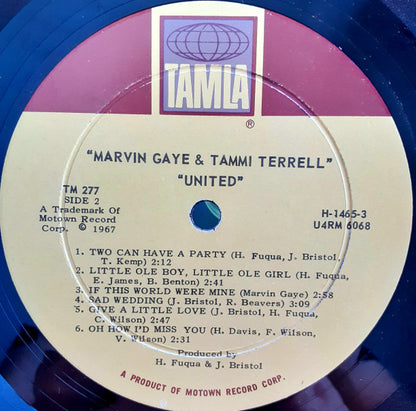 TAMLA
®
"MARVIN GAYE & TAMMI TERRELL"
"UNITED"
TM 277
SIDE 2
A Trademark Of
Motown Record
Corp. © 1967
H-1465-3
U4RM 6068
1. TWO CAN HAVE A PARTY (H. Fuqua, J. Bristol,
T. Kemp) 2:12
2. LITTLE OLE BOY, LITTLE OLE GIRL (H. Fuqua,
E. James, B. Benton) 2:41
3. IF THIS WORLD WERE MINE (Marvin Gaye) 2:58
4. SAD WEDDING (J. Bristol, R. Beavers) 3:09
5. GIVE A LITTLE LOVE (J. Bristol, H. Fuqua,
C. Wilson) 2:47
6. OH HOW I'D MISS YOU (H. Davis, F. Wilson,
V. Wilson) 2:31
Produced by
H. Fuqua & J. Bristol
A PRODUCT OF MOTOWN RECORD CORP.